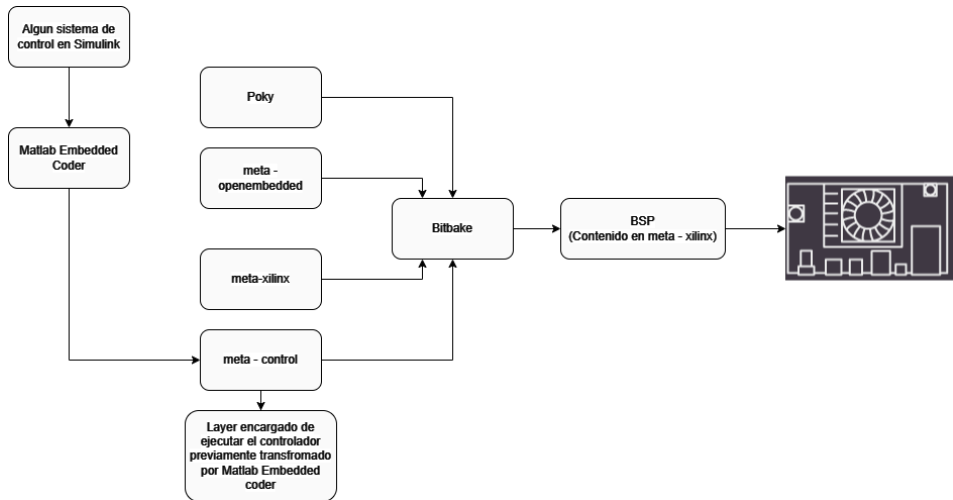 Algun sistema de
control en Simulink
Matlab Embedded
Coder
Poky
meta -
openembedded
meta-xilinx
meta - control
Layer encargado de
ejecutar el controlador
previamente transfromado
por Matlab Embedded
coder
Bitbake
BSP
(Contenido en meta - xilinx)